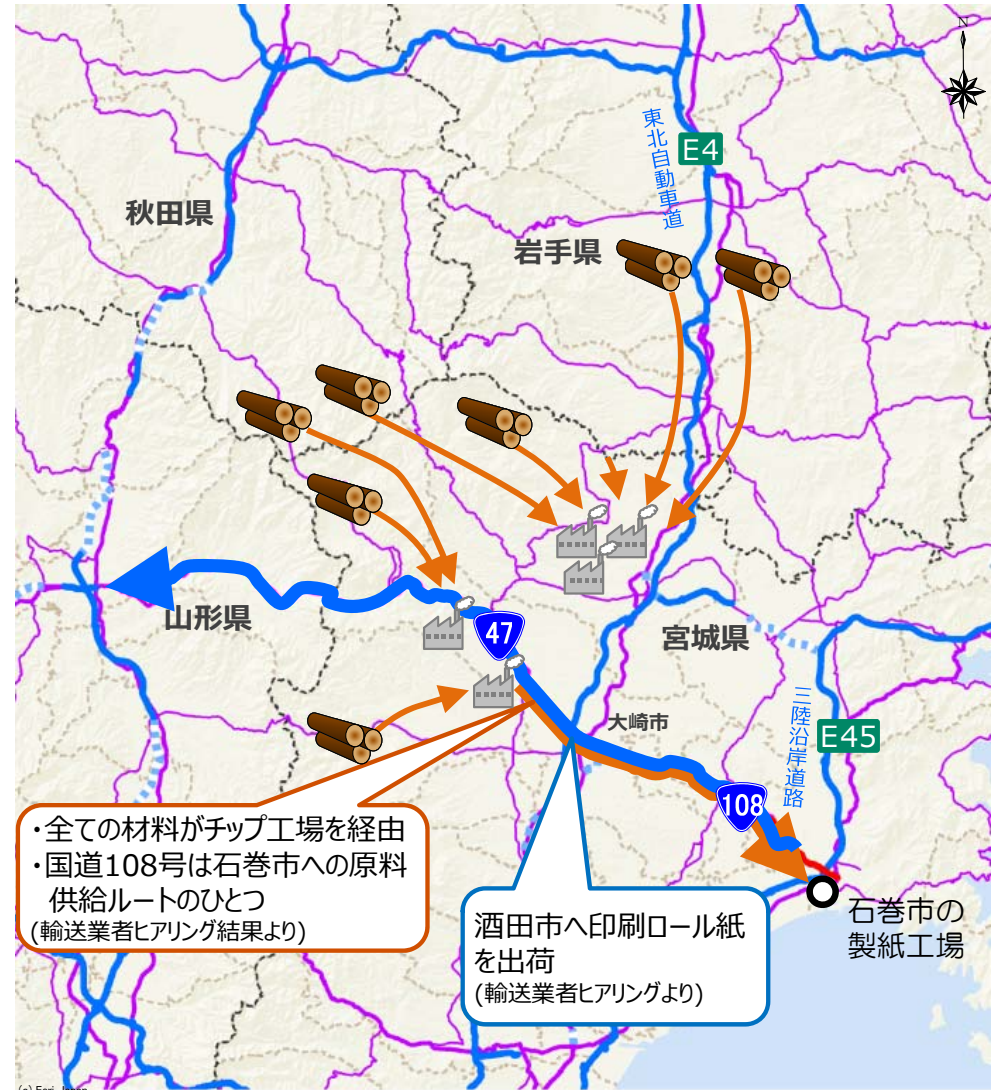 N
東北自動車道
E4
秋田県
岩手県
山形県
47
宮城県
大崎市
三陸沿岸道路
E45
108
・全ての材料がチップ工場を経由
・国道108号は石巻市への原料
供給ルートのひとつ
(輸送業者ヒアリング結果より)
酒田市へ印刷ロール紙
を出荷
(輸送業者ヒアリングより)
石巻市の
製紙工場
(c) Esri Japan